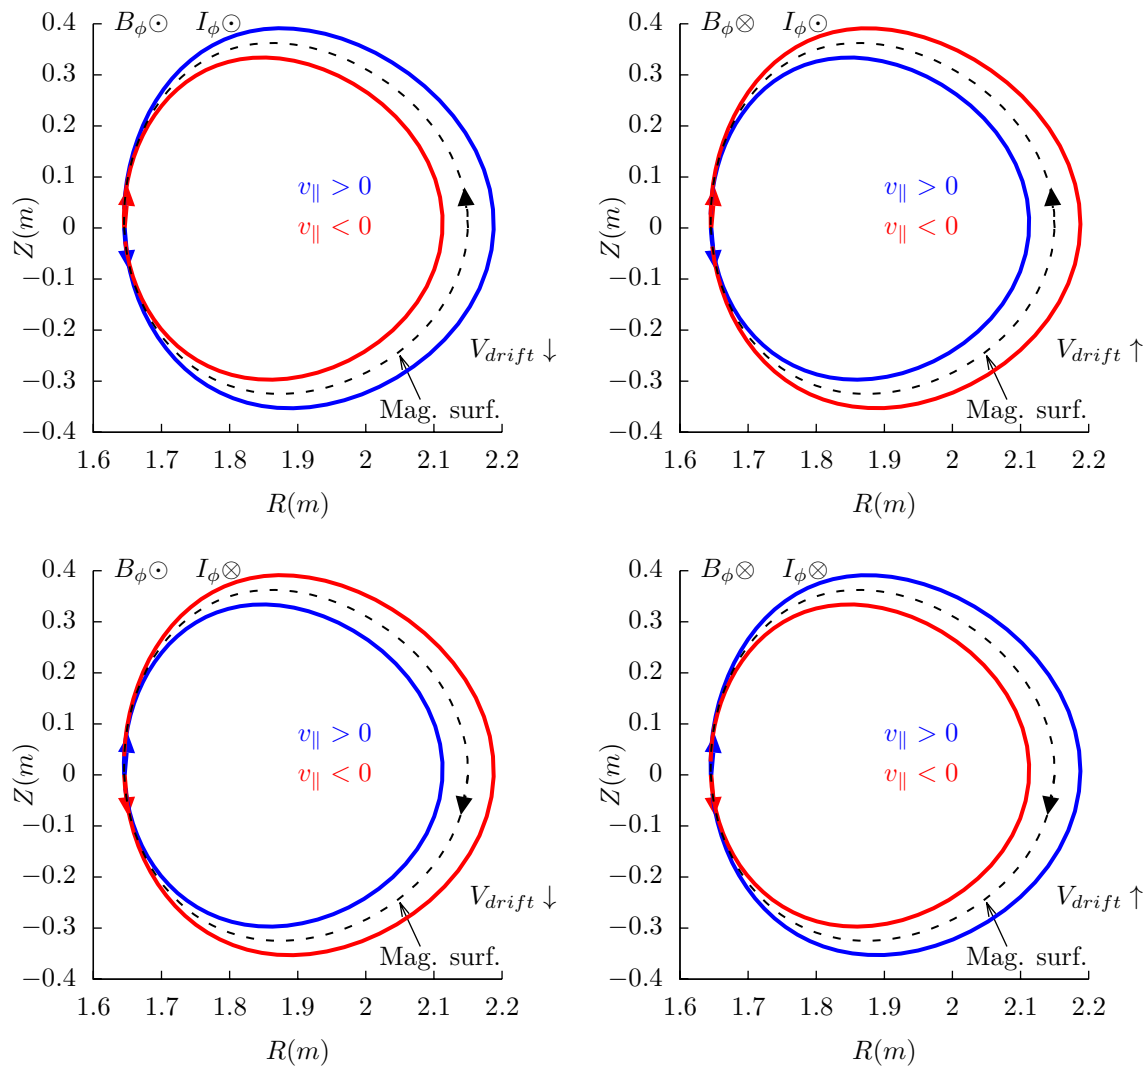 B_ϕ⊙ I_ϕ⊙
0.4
0.3
0.2
0.1
0
−0.1
−0.2
−0.3
−0.4
Z(m)
v_∥ > 0
v_∥ < 0
V_drift ↓
Mag. surf.
1.6 1.7 1.8 1.9 2 2.1 2.2
R(m)
B_ϕ⊗ I_ϕ⊙
0.4
0.3
0.2
0.1
0
−0.1
−0.2
−0.3
−0.4
Z(m)
v_∥ > 0
v_∥ < 0
V_drift ↑
Mag. surf.
1.6 1.7 1.8 1.9 2 2.1 2.2
R(m)
B_ϕ⊙ I_ϕ⊗
0.4
0.3
0.2
0.1
0
−0.1
−0.2
−0.3
−0.4
Z(m)
v_∥ > 0
v_∥ < 0
V_drift ↓
Mag. surf.
1.6 1.7 1.8 1.9 2 2.1 2.2
R(m)
B_ϕ⊗ I_ϕ⊗
0.4
0.3
0.2
0.1
0
−0.1
−0.2
−0.3
−0.4
Z(m)
v_∥ > 0
v_∥ < 0
V_drift ↑
Mag. surf.
1.6 1.7 1.8 1.9 2 2.1 2.2
R(m)